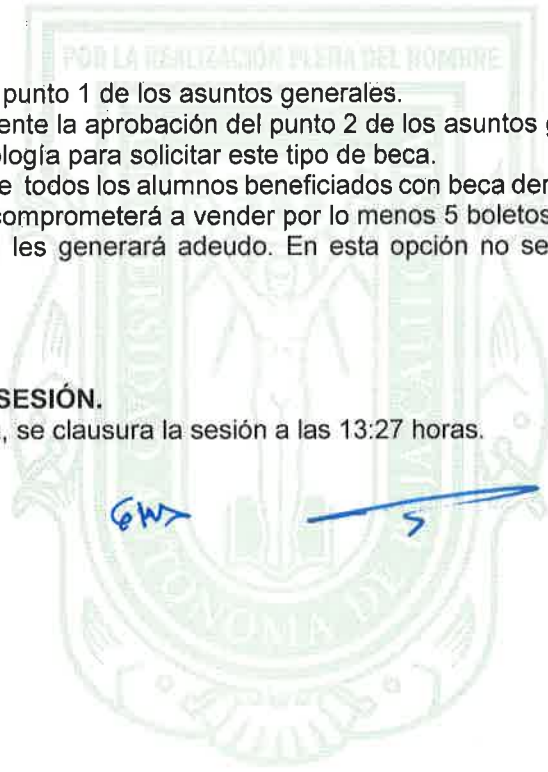 POR LA REALIZACIÓN PLENA DEL HOMBRE
punto 1 de los asuntos generales.
ente la aprobación del punto 2 de los asuntos g
ología para solicitar este tipo de beca.
e todos los alumnos beneficiados con beca der
comprometerá a vender por lo menos 5 boletos
les generará adeudo. En esta opción no se
SESIÓN.
, se clausura la sesión a las 13:27 horas.